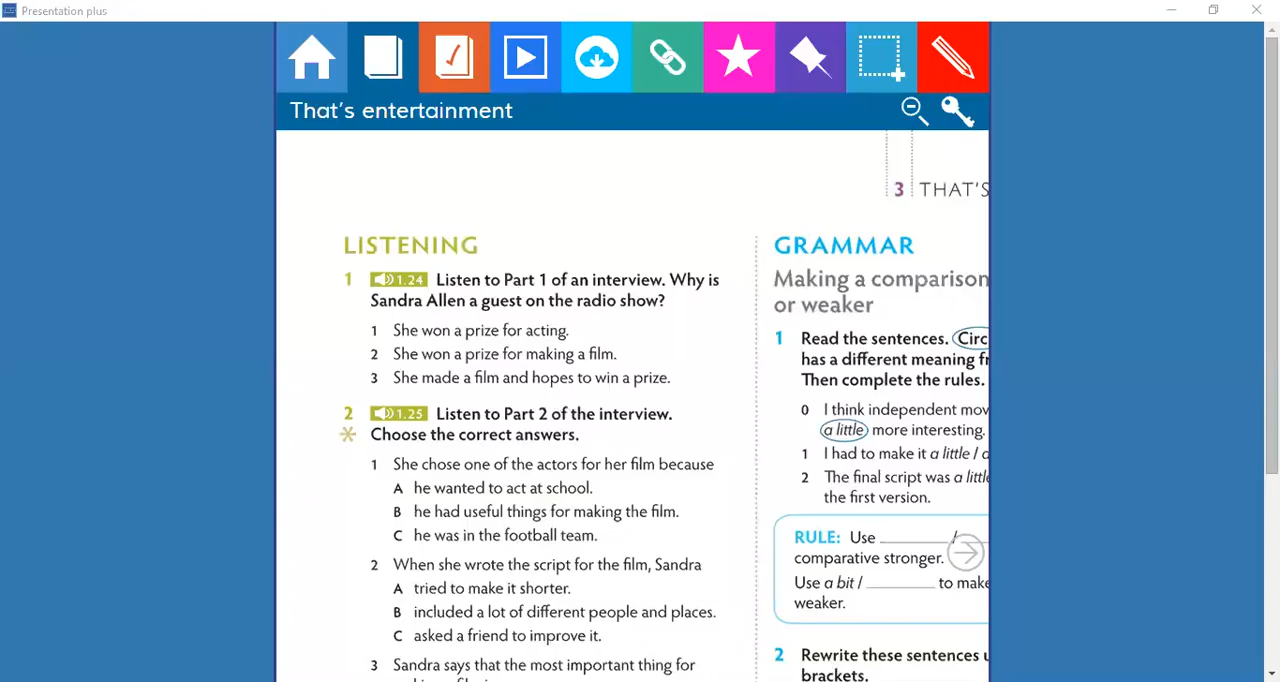 Presentation plus
That's entertainment
3 THAT'S
LISTENING
1 1.24 Listen to Part 1 of an interview. Why is
Sandra Allen a guest on the radio show?
1 She won a prize for acting.
2 She won a prize for making a film.
3 She made a film and hopes to win a prize.
2 1.25 Listen to Part 2 of the interview.
Choose the correct answers.
1 She chose one of the actors for her film because
A he wanted to act at school.
B he had useful things for making the film.
C he was in the football team.
2 When she wrote the script for the film, Sandra
A tried to make it shorter.
B included a lot of different people and places.
C asked a friend to improve it.
3 Sandra says that the most important thing for
GRAMMAR
Making a comparison
or weaker
1 Read the sentences. Circ
has a different meaning fr
Then complete the rules.
0 I think independent mov
a little more interesting.
1 I had to make it a little /
2 The final script was a little
the first version.
RULE: Use ________ /
comparative stronger.
Use a bit / ________ to make
weaker.
2 Rewrite these sentences u
brackets.